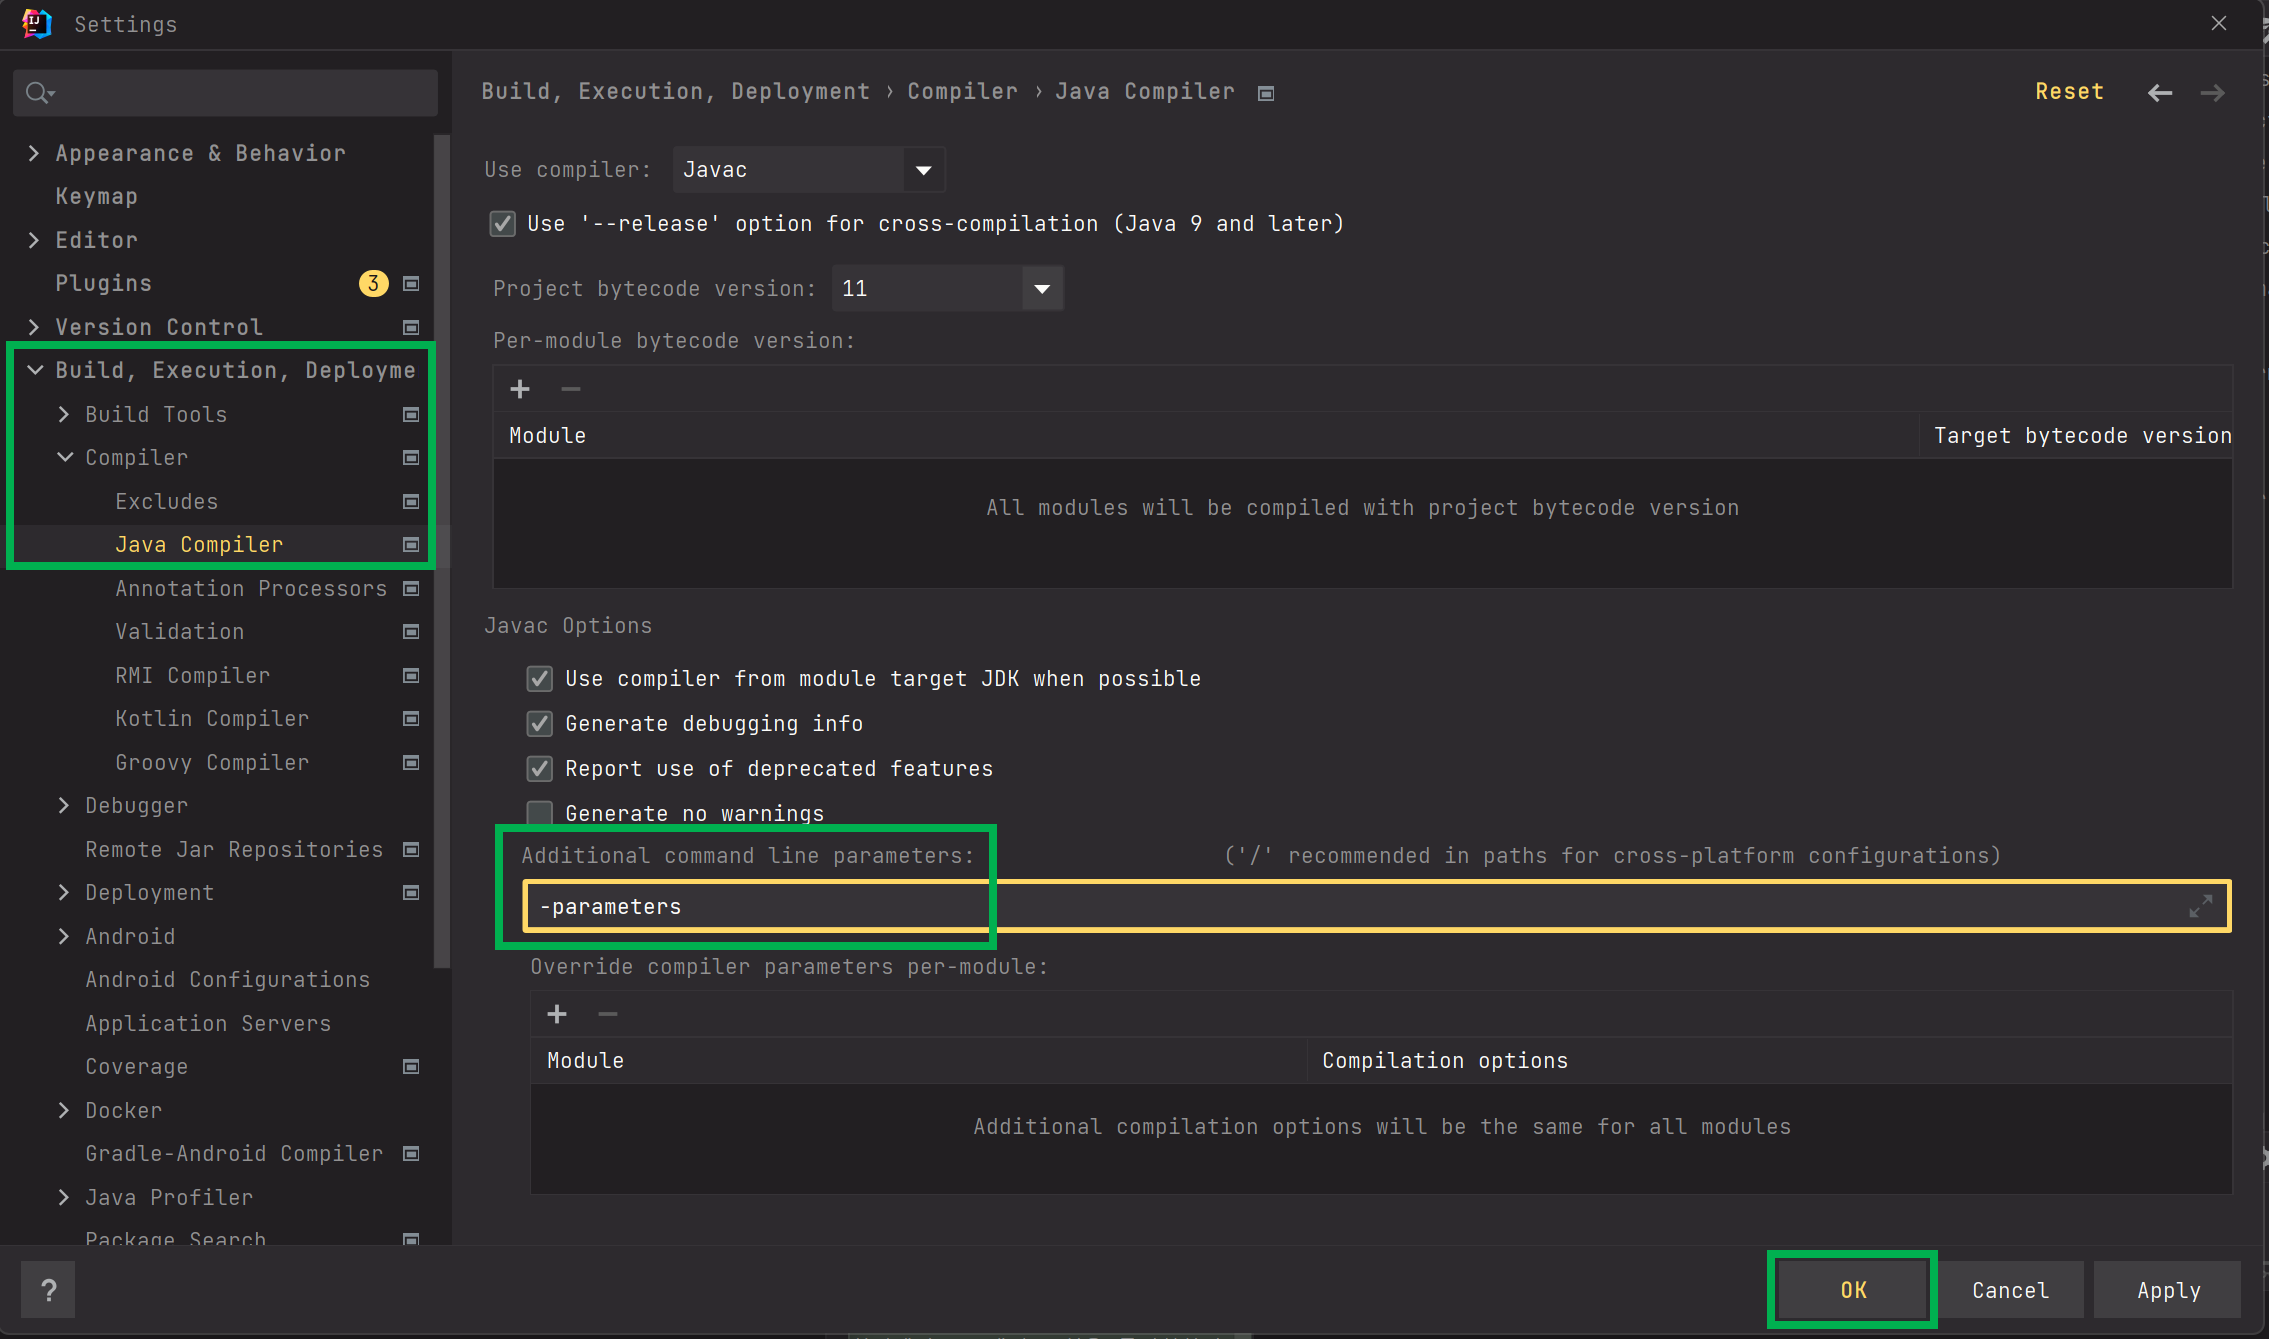 Settings
Build, Execution, Deployment › Compiler › Java Compiler
Reset
Appearance & Behavior
Keymap
Editor
Plugins
3
Version Control
Build, Execution, Deployme
Build Tools
Compiler
Excludes
Java Compiler
Annotation Processors
Validation
RMI Compiler
Kotlin Compiler
Groovy Compiler
Debugger
Remote Jar Repositories
Deployment
Android
Android Configurations
Application Servers
Coverage
Docker
Gradle-Android Compiler
Java Profiler
Package Search
Use compiler: Javac
Use '--release' option for cross-compilation (Java 9 and later)
Project bytecode version: 11
Per-module bytecode version:
Module Target bytecode version
All modules will be compiled with project bytecode version
Javac Options
Use compiler from module target JDK when possible
Generate debugging info
Report use of deprecated features
Generate no warnings
Additional command line parameters: ('/' recommended in paths for cross-platform configurations)
-parameters
Override compiler parameters per-module:
Module Compilation options
Additional compilation options will be the same for all modules
?
OK Cancel Apply